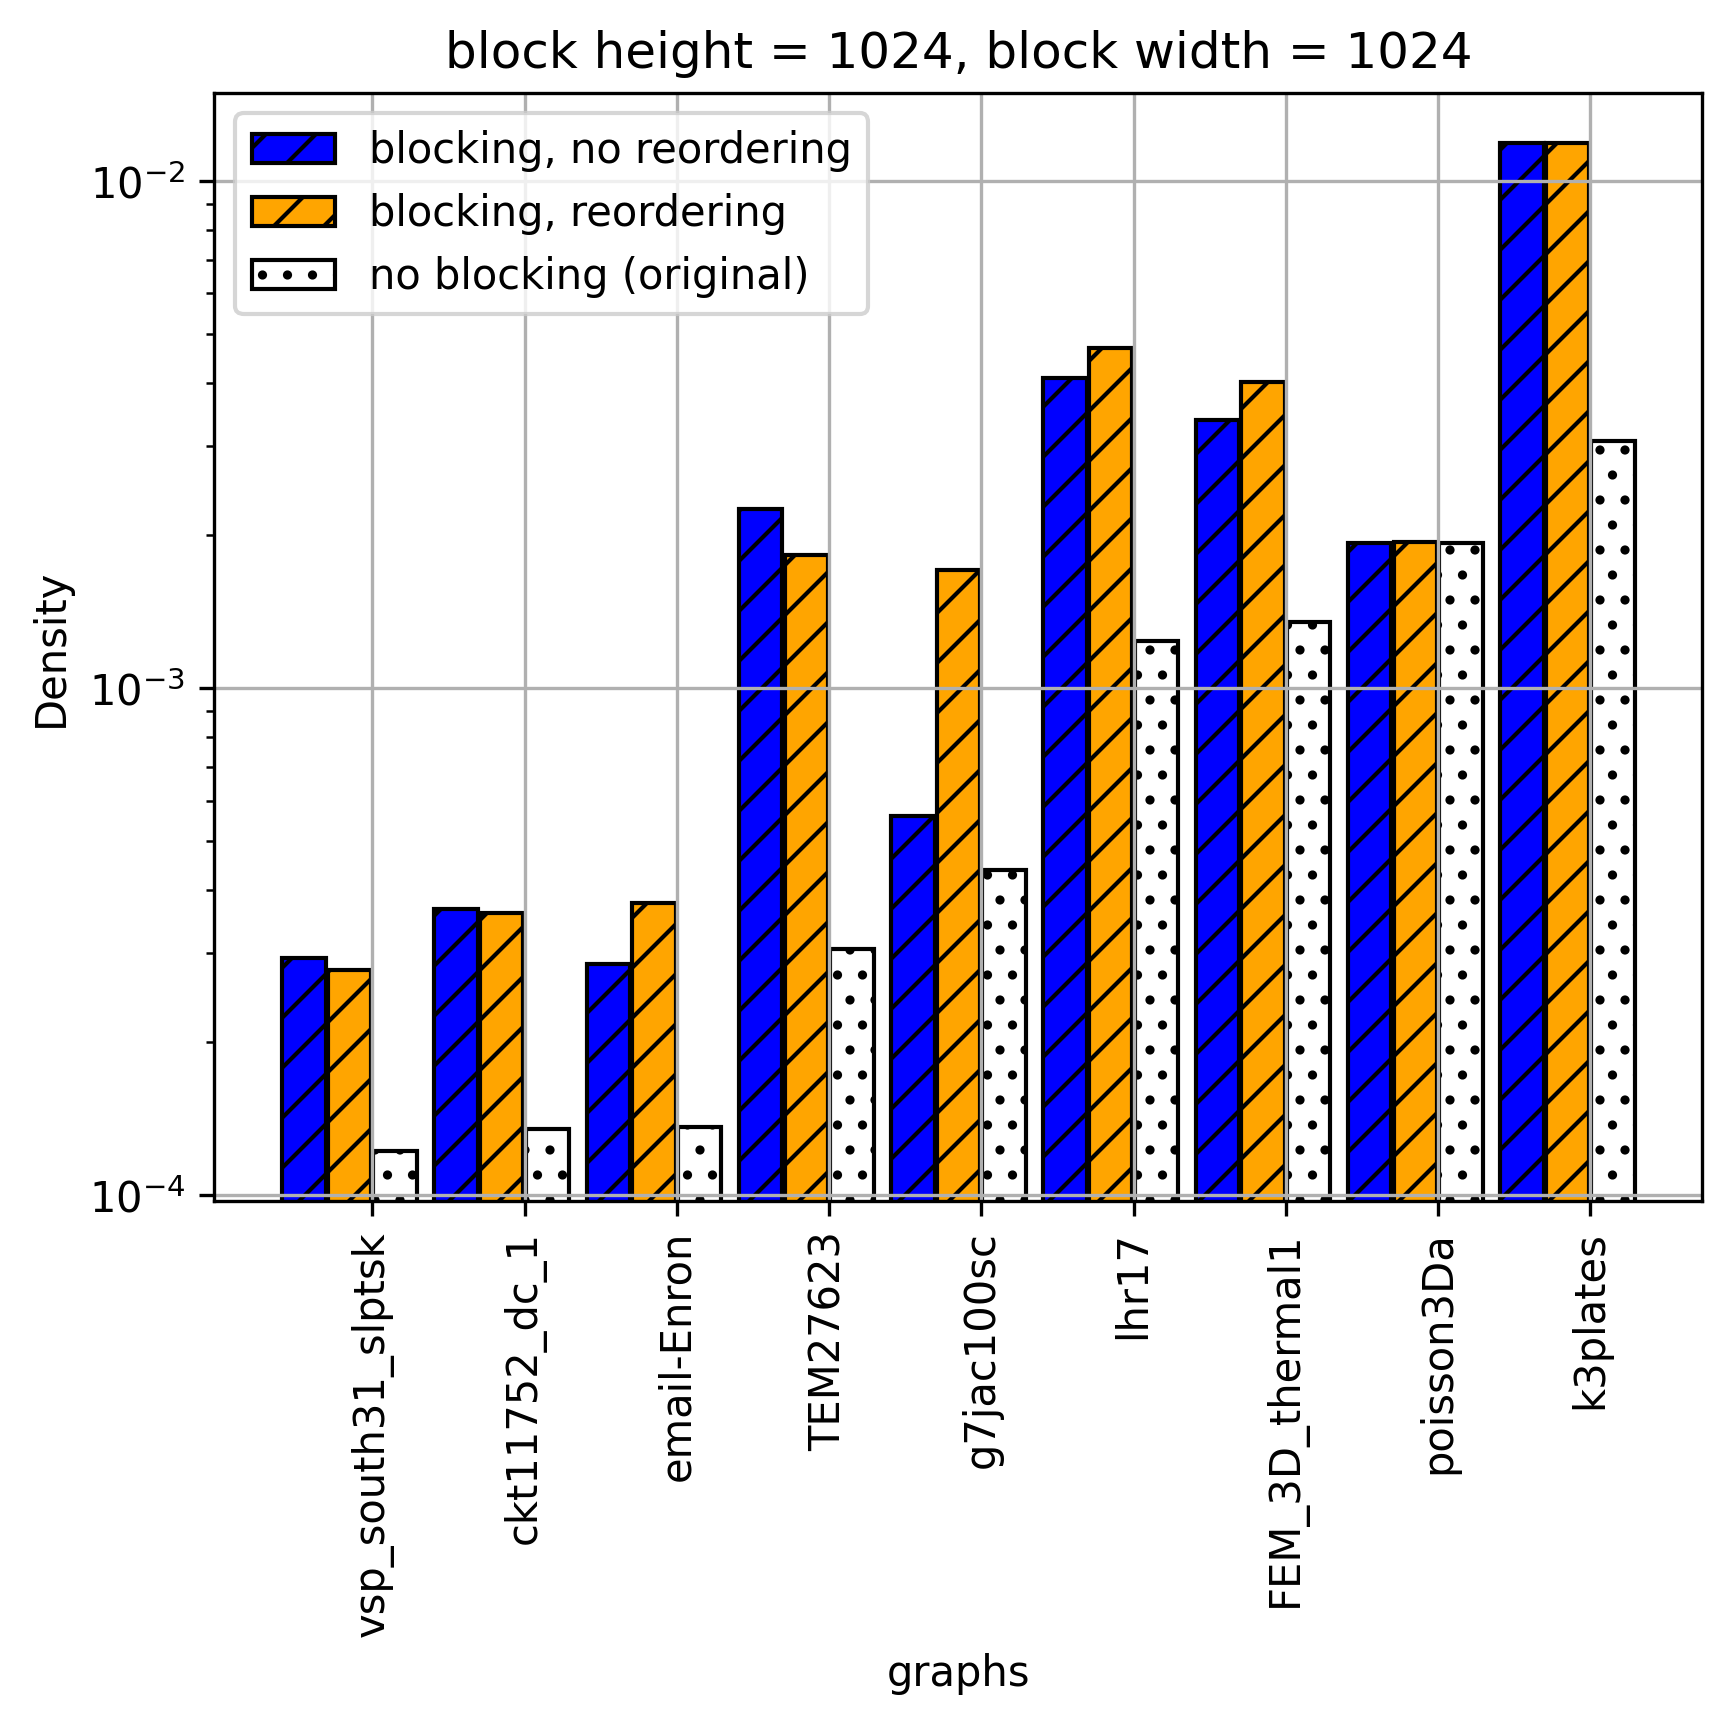 block height = 1024, block width = 1024
blocking, no reordering
blocking, reordering
no blocking (original)
10⁻²
10⁻³
10⁻⁴
Density
vsp_south31_slptsk
ckt11752_dc_1
email-Enron
TEM27623
g7jac100sc
lhr17
FEM_3D_thermal1
poisson3Da
k3plates
graphs